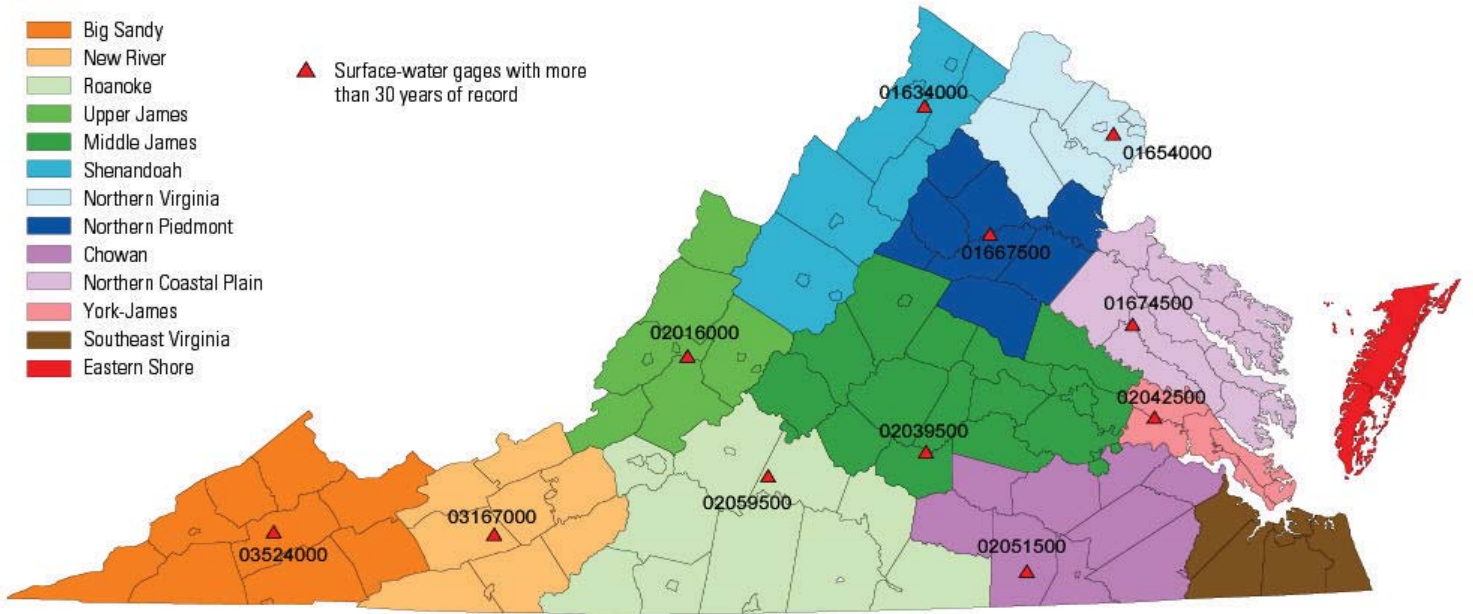 Big Sandy
New River
Roanoke
Upper James
Middle James
Shenandoah
Northern Virginia
Northern Piedmont
Chowan
Northern Coastal Plain
York-James
Southeast Virginia
Eastern Shore
Surface-water gages with more
than 30 years of record
01634000
01654000
01667500
01674500
02016000
02042500
02039500
02059500
03167000
03524000
02051500